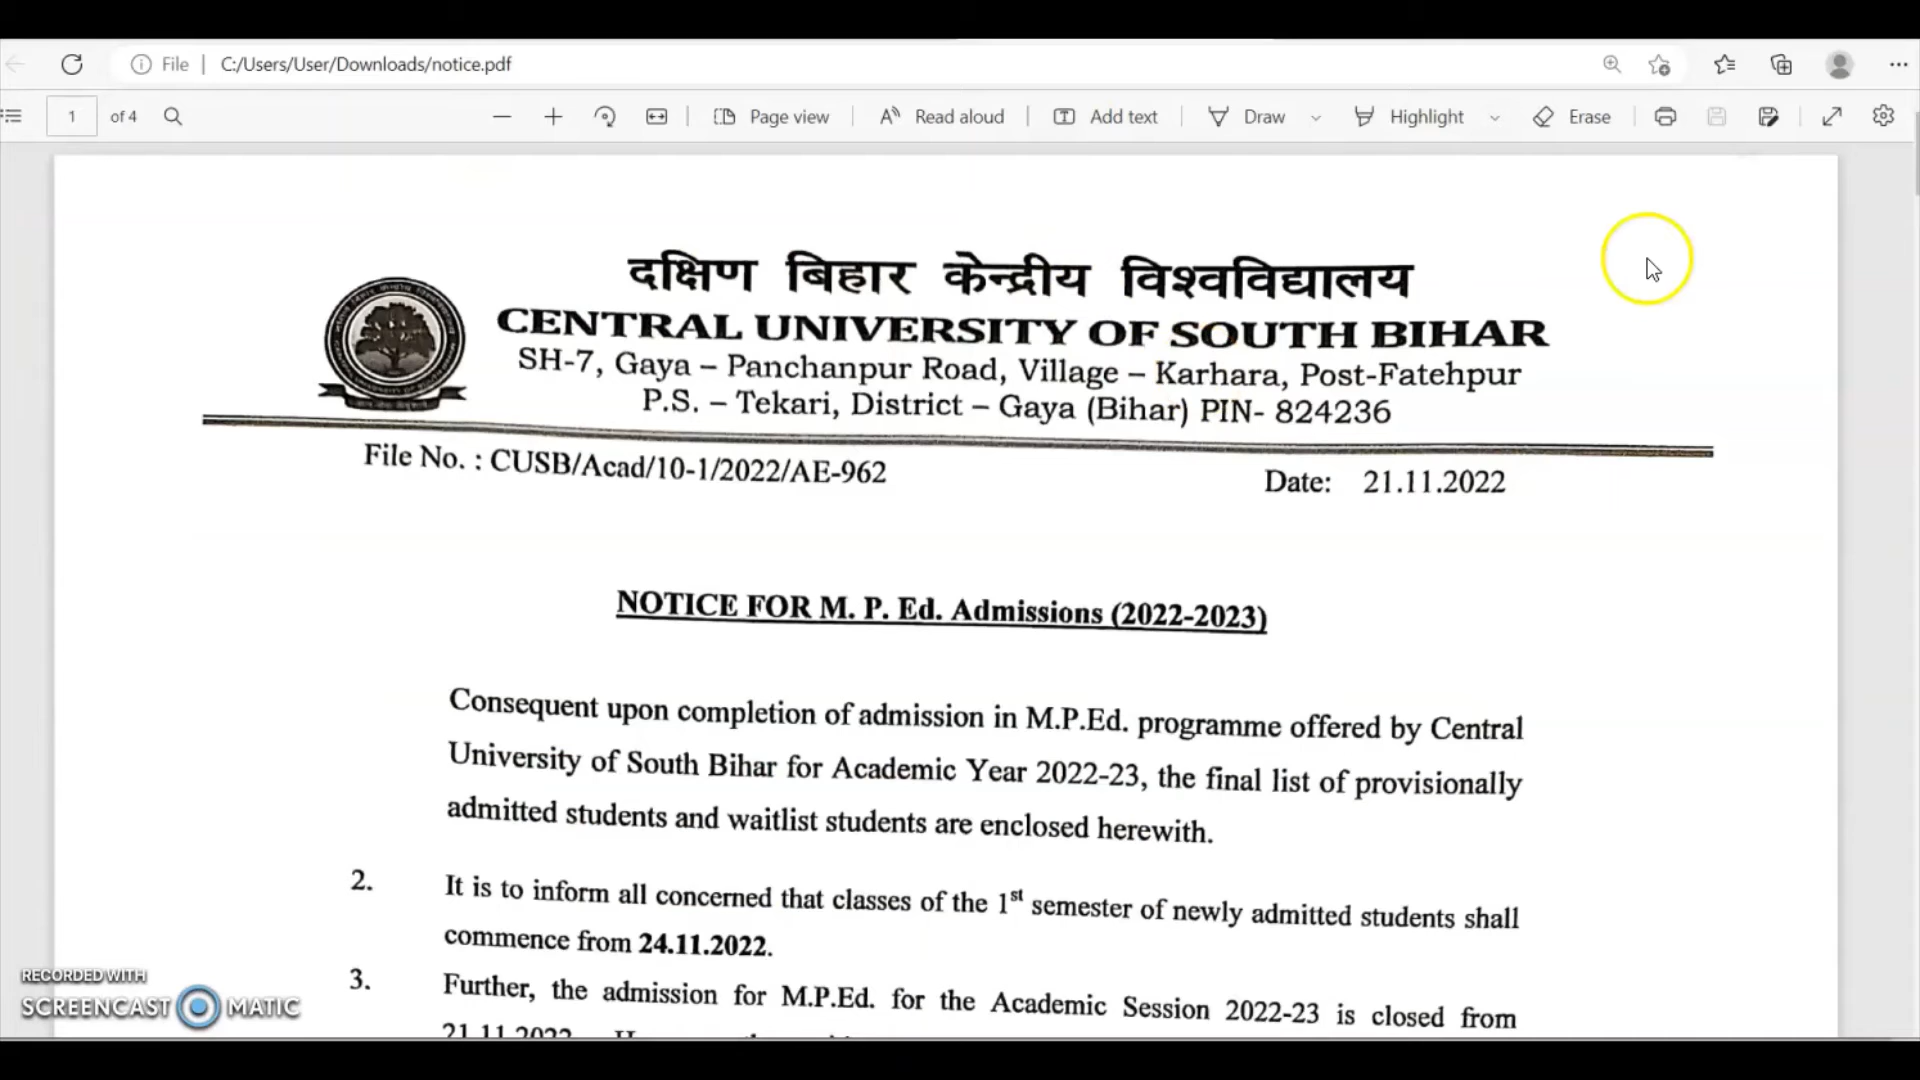 File | C:/Users/User/Downloads/notice.pdf
1 of 4 Page view Read aloud Add text Draw Highlight Erase
दक्षिण बिहार केन्द्रीय विश्वविद्यालय
CENTRAL UNIVERSITY OF SOUTH BIHAR
SH-7, Gaya – Panchanpur Road, Village – Karhara, Post-Fatehpur
P.S. – Tekari, District – Gaya (Bihar) PIN- 824236
File No. : CUSB/Acad/10-1/2022/AE-962 Date: 21.11.2022
NOTICE FOR M. P. Ed. Admissions (2022-2023)
Consequent upon completion of admission in M.P.Ed. programme offered by Central
University of South Bihar for Academic Year 2022-23, the final list of provisionally
admitted students and waitlist students are enclosed herewith.
2. It is to inform all concerned that classes of the 1st semester of newly admitted students shall
commence from 24.11.2022.
3. Further, the admission for M.P.Ed. for the Academic Session 2022-23 is closed from
21.11.2022
RECORDED WITH
SCREENCAST MATIC